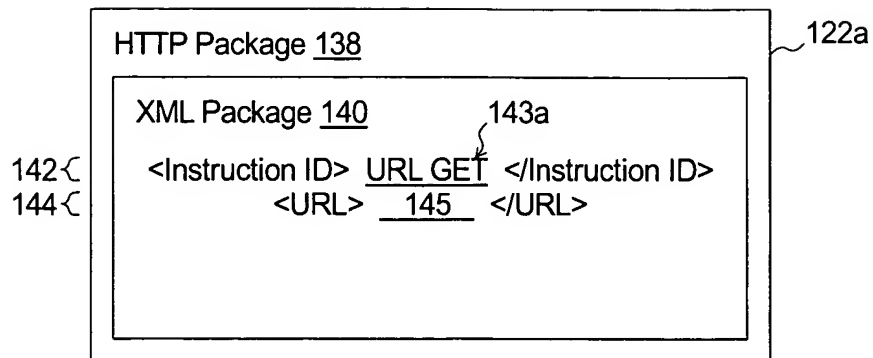 HTTP Package 138
122a
XML Package 140
143a
142 <Instruction ID> URL GET </Instruction ID>
144 <URL> 145 </URL>